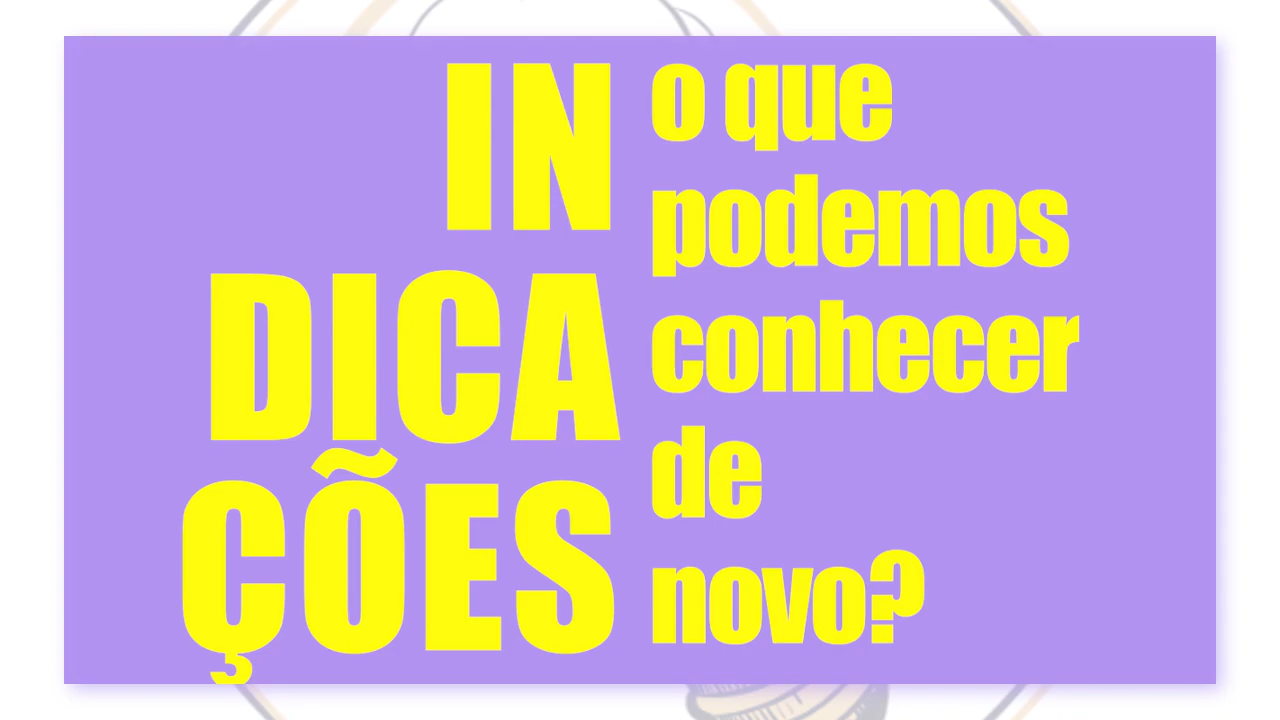 IN
DICA
ÇÕES
o que
podemos
conhecer
de
novo?